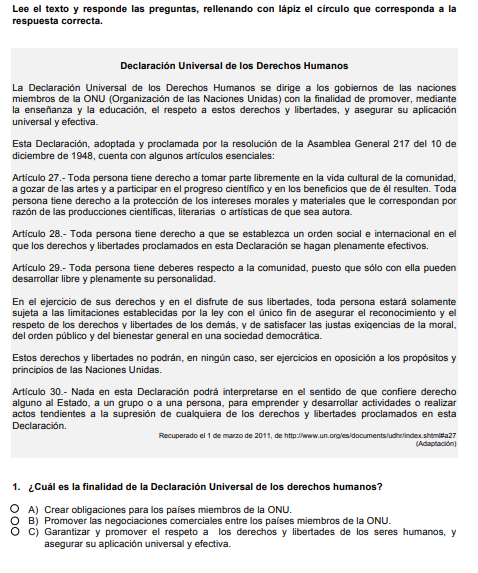 Lee el texto y responde las preguntas, rellenando con lápiz el círculo que corresponda a la
respuesta correcta.
Declaración Universal de los Derechos Humanos
La Declaración Universal de los Derechos Humanos se dirige a los gobiernos de las naciones
miembros de la ONU (Organización de las Naciones Unidas) con la finalidad de promover, mediante
la enseñanza y la educación, el respeto a estos derechos y libertades, y asegurar su aplicación
universal y efectiva.
Esta Declaración, adoptada y proclamada por la resolución de la Asamblea General 217 del 10 de
diciembre de 1948, cuenta con algunos artículos esenciales:
Artículo 27.- Toda persona tiene derecho a tomar parte libremente en la vida cultural de la comunidad,
a gozar de las artes y a participar en el progreso científico y en los beneficios que de él resulten. Toda
persona tiene derecho a la protección de los intereses morales y materiales que le correspondan por
razón de las producciones científicas, literarias o artísticas de que sea autora.
Artículo 28.- Toda persona tiene derecho a que se establezca un orden social e internacional en el
que los derechos y libertades proclamados en esta Declaración se hagan plenamente efectivos.
Artículo 29.- Toda persona tiene deberes respecto a la comunidad, puesto que sólo con ella pueden
desarrollar libre y plenamente su personalidad.
En el ejercicio de sus derechos y en el disfrute de sus libertades, toda persona estará solamente
sujeta a las limitaciones establecidas por la ley con el único fin de asegurar el reconocimiento y el
respeto de los derechos y libertades de los demás, y de satisfacer las justas exigencias de la moral,
del orden público y del bienestar general en una sociedad democrática.
Estos derechos y libertades no podrán, en ningún caso, ser ejercicios en oposición a los propósitos y
principios de las Naciones Unidas.
Artículo 30.- Nada en esta Declaración podrá interpretarse en el sentido de que confiere derecho
alguno al Estado, a un grupo o a una persona, para emprender y desarrollar actividades o realizar
actos tendientes a la supresión de cualquiera de los derechos y libertades proclamados en esta
Declaración.
Recuperado el 1 de marzo de 2011, de http://www.un.org/es/documents/udhr/index.shtml#a27
(Adaptación)
1. ¿Cuál es la finalidad de la Declaración Universal de los derechos humanos?
A) Crear obligaciones para los países miembros de la ONU.
B) Promover las negociaciones comerciales entre los países miembros de la ONU.
C) Garantizar y promover el respeto a los derechos y libertades de los seres humanos, y
asegurar su aplicación universal y efectiva.